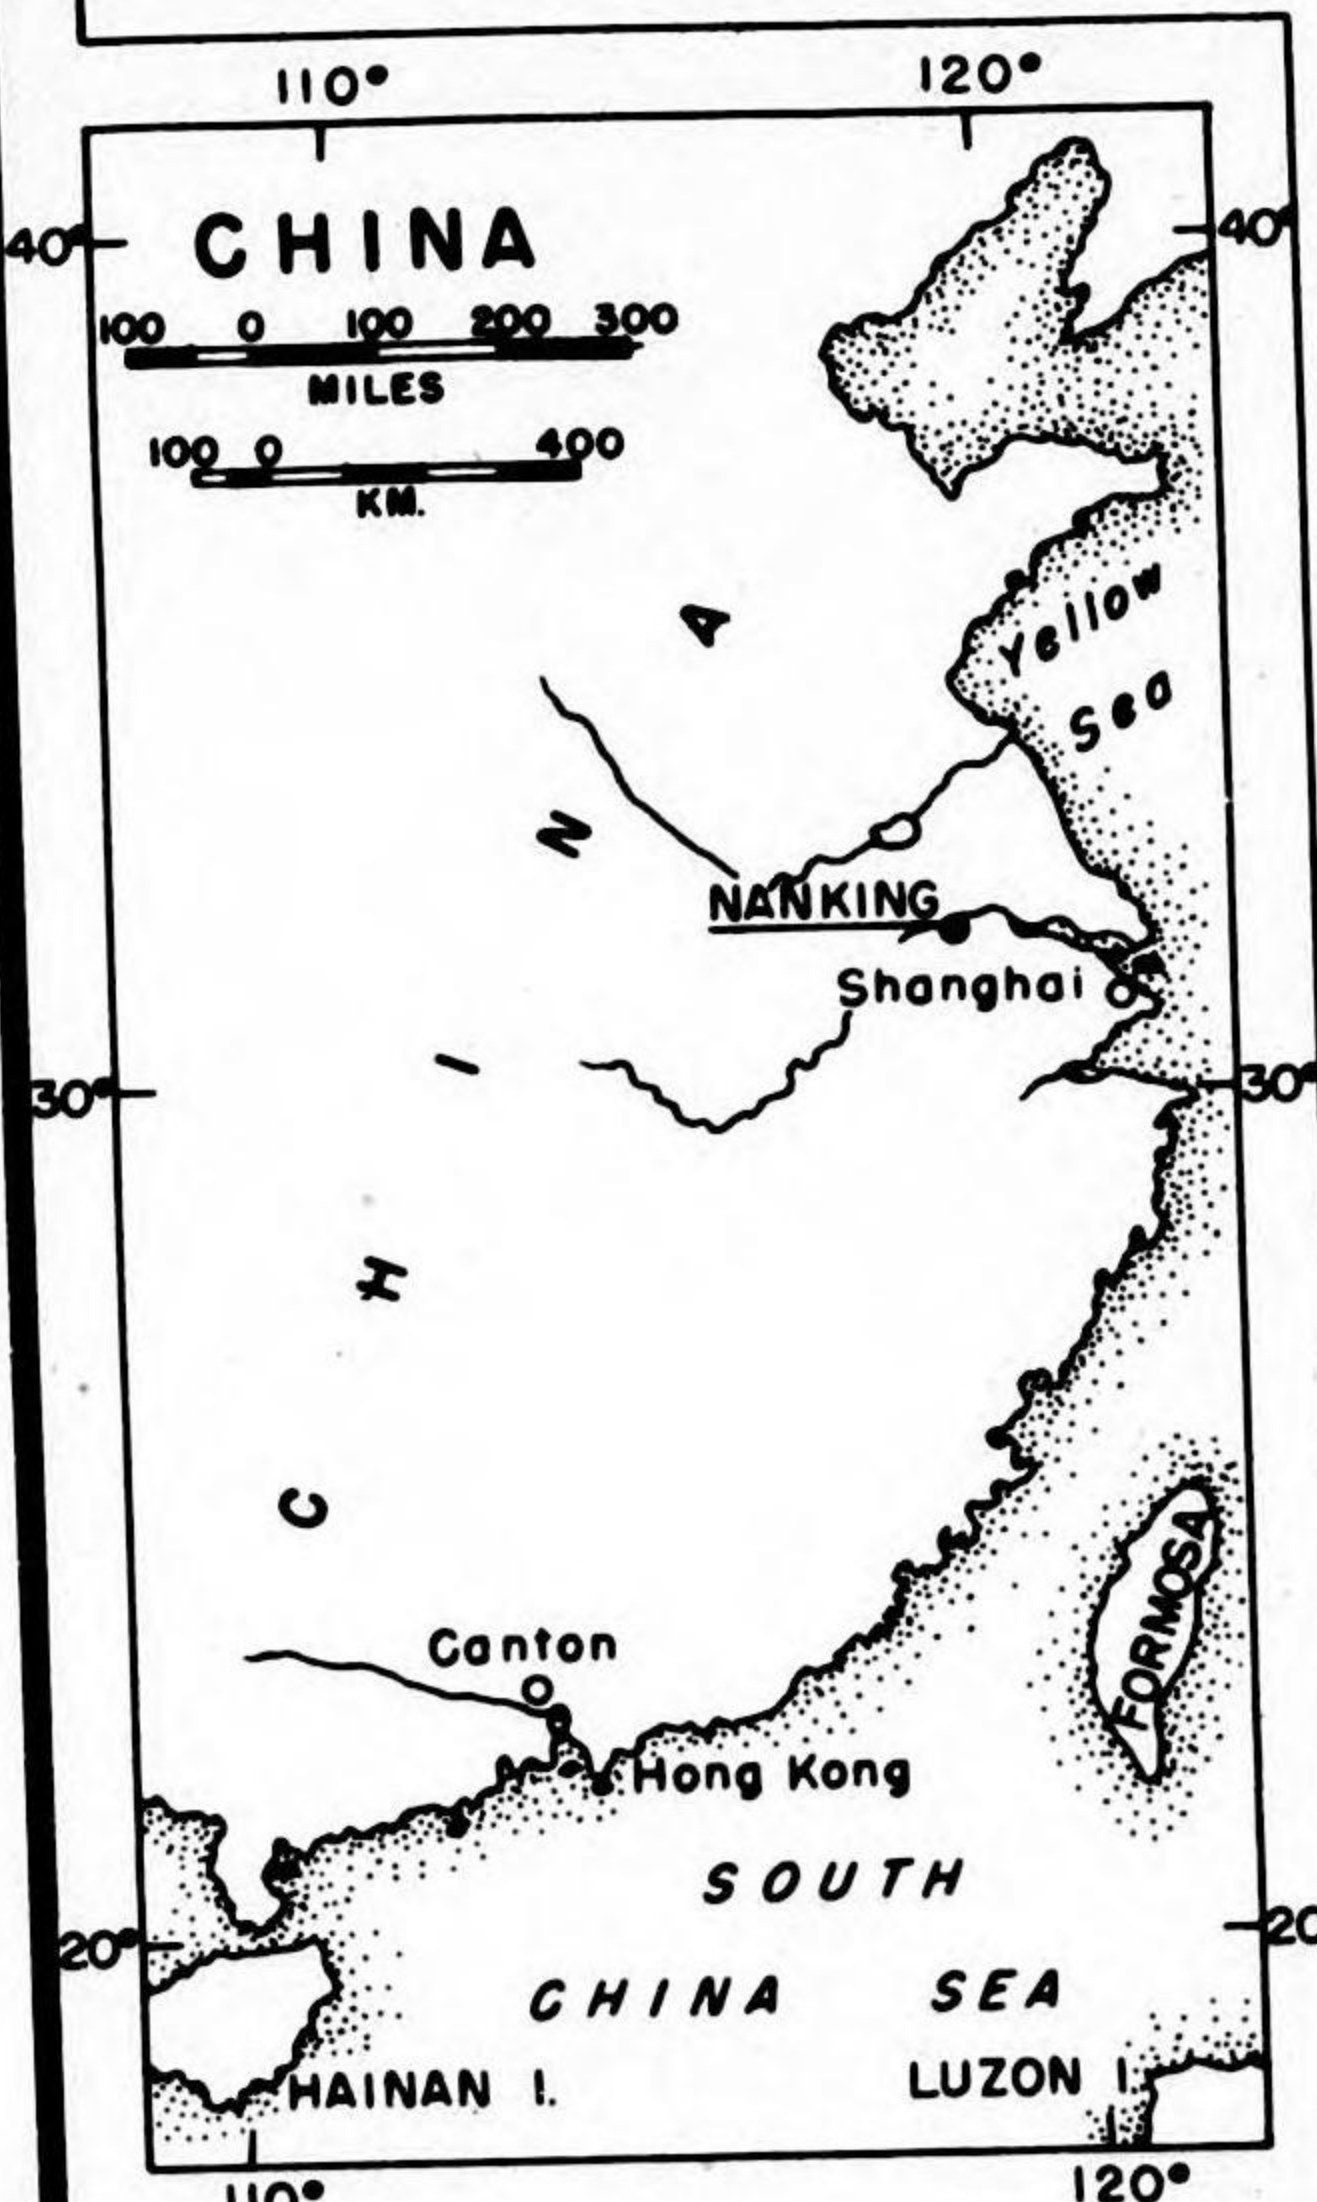 110° 120°
40° 40°
CHINA
100 0 100 200 300
MILES
100 0 400
KM.
Yellow
Sea
CHINA
NANKING
Shanghai
30° 30°
FORMOSA
Canton
Hong Kong
SOUTH
CHINA SEA
20° 20
HAINAN I.
LUZON I.
110° 120°